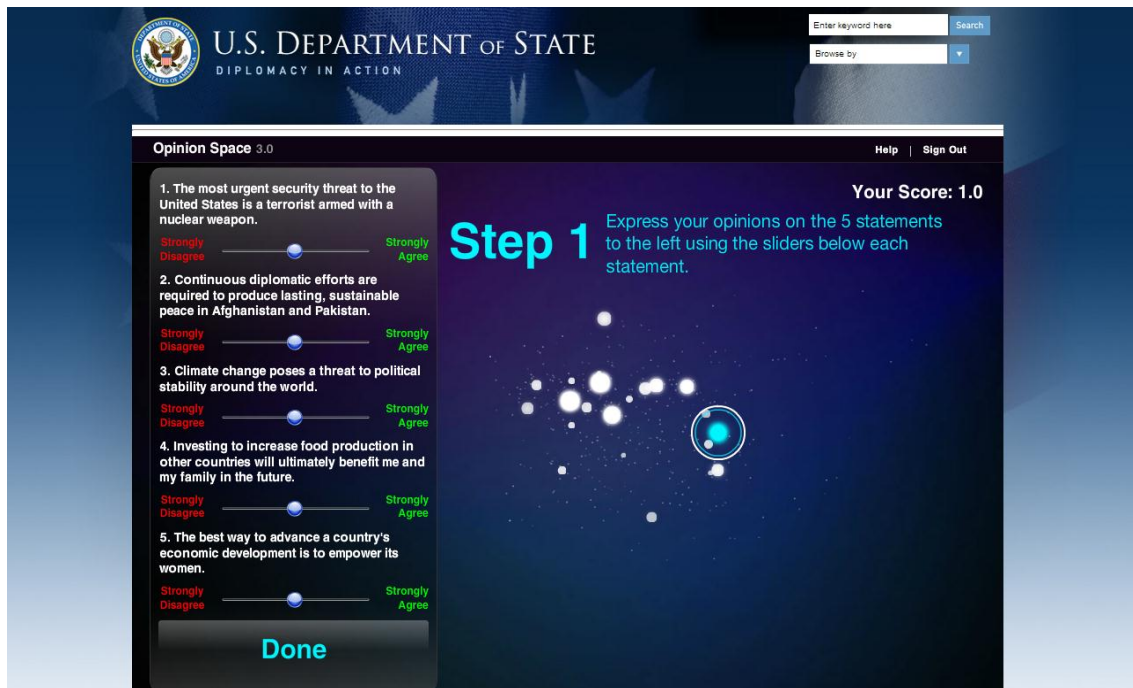 U.S. DEPARTMENT OF STATE
DIPLOMACY IN ACTION
Enter keyword here
Search
Browse by
Opinion Space 3.0
Help | Sign Out
1. The most urgent security threat to the
United States is a terrorist armed with a
nuclear weapon.
Strongly
Disagree
Strongly
Agree
2. Continuous diplomatic efforts are
required to produce lasting, sustainable
peace in Afghanistan and Pakistan.
Strongly
Disagree
Strongly
Agree
3. Climate change poses a threat to political
stability around the world.
Strongly
Disagree
Strongly
Agree
4. Investing to increase food production in
other countries will ultimately benefit me and
my family in the future.
Strongly
Disagree
Strongly
Agree
5. The best way to advance a country's
economic development is to empower its
women.
Strongly
Disagree
Strongly
Agree
Done
Your Score: 1.0
Step 1
Express your opinions on the 5 statements
to the left using the sliders below each
statement.